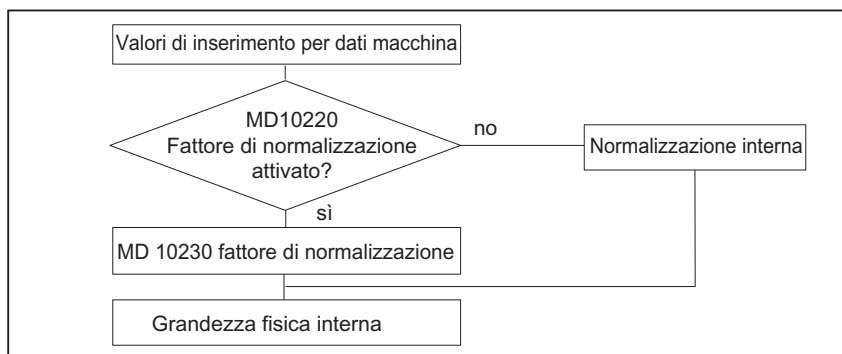 Valori di inserimento per dati macchina
MD10220
Fattore di normalizzazione
attivato?
no
Normalizzazione interna
sì
MD 10230 fattore di normalizzazione
Grandezza fisica interna